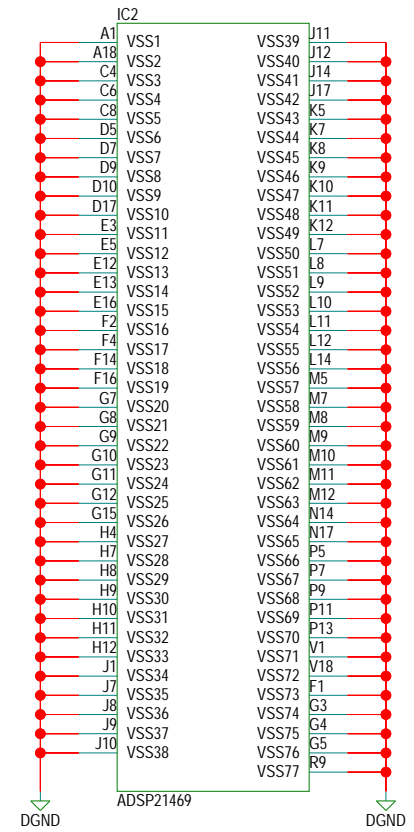 IC2
A1 VSS1 VSS39 J11
A18 VSS2 VSS40 J12
C4 VSS3 VSS41 J14
C6 VSS4 VSS42 J17
C8 VSS5 VSS43 K5
D5 VSS6 VSS44 K7
D7 VSS7 VSS45 K8
D9 VSS8 VSS46 K9
D10 VSS9 VSS47 K10
D17 VSS10 VSS48 K11
E3 VSS11 VSS49 K12
E5 VSS12 VSS50 L7
E12 VSS13 VSS51 L8
E13 VSS14 VSS52 L9
E16 VSS15 VSS53 L10
F2 VSS16 VSS54 L11
F4 VSS17 VSS55 L12
F14 VSS18 VSS56 L14
F16 VSS19 VSS57 M5
G7 VSS20 VSS58 M7
G8 VSS21 VSS59 M8
G9 VSS22 VSS60 M9
G10 VSS23 VSS61 M10
G11 VSS24 VSS62 M11
G12 VSS25 VSS63 M12
G15 VSS26 VSS64 N14
H4 VSS27 VSS65 N17
H7 VSS28 VSS66 P5
H8 VSS29 VSS67 P7
H9 VSS30 VSS68 P9
H10 VSS31 VSS69 P11
H11 VSS32 VSS70 P13
H12 VSS33 VSS71 V1
J1 VSS34 VSS72 V18
J7 VSS35 VSS73 F1
J8 VSS36 VSS74 G3
J9 VSS37 VSS75 G4
J10 VSS38 VSS76 G5
VSS77 R9
ADSP21469
DGND DGND